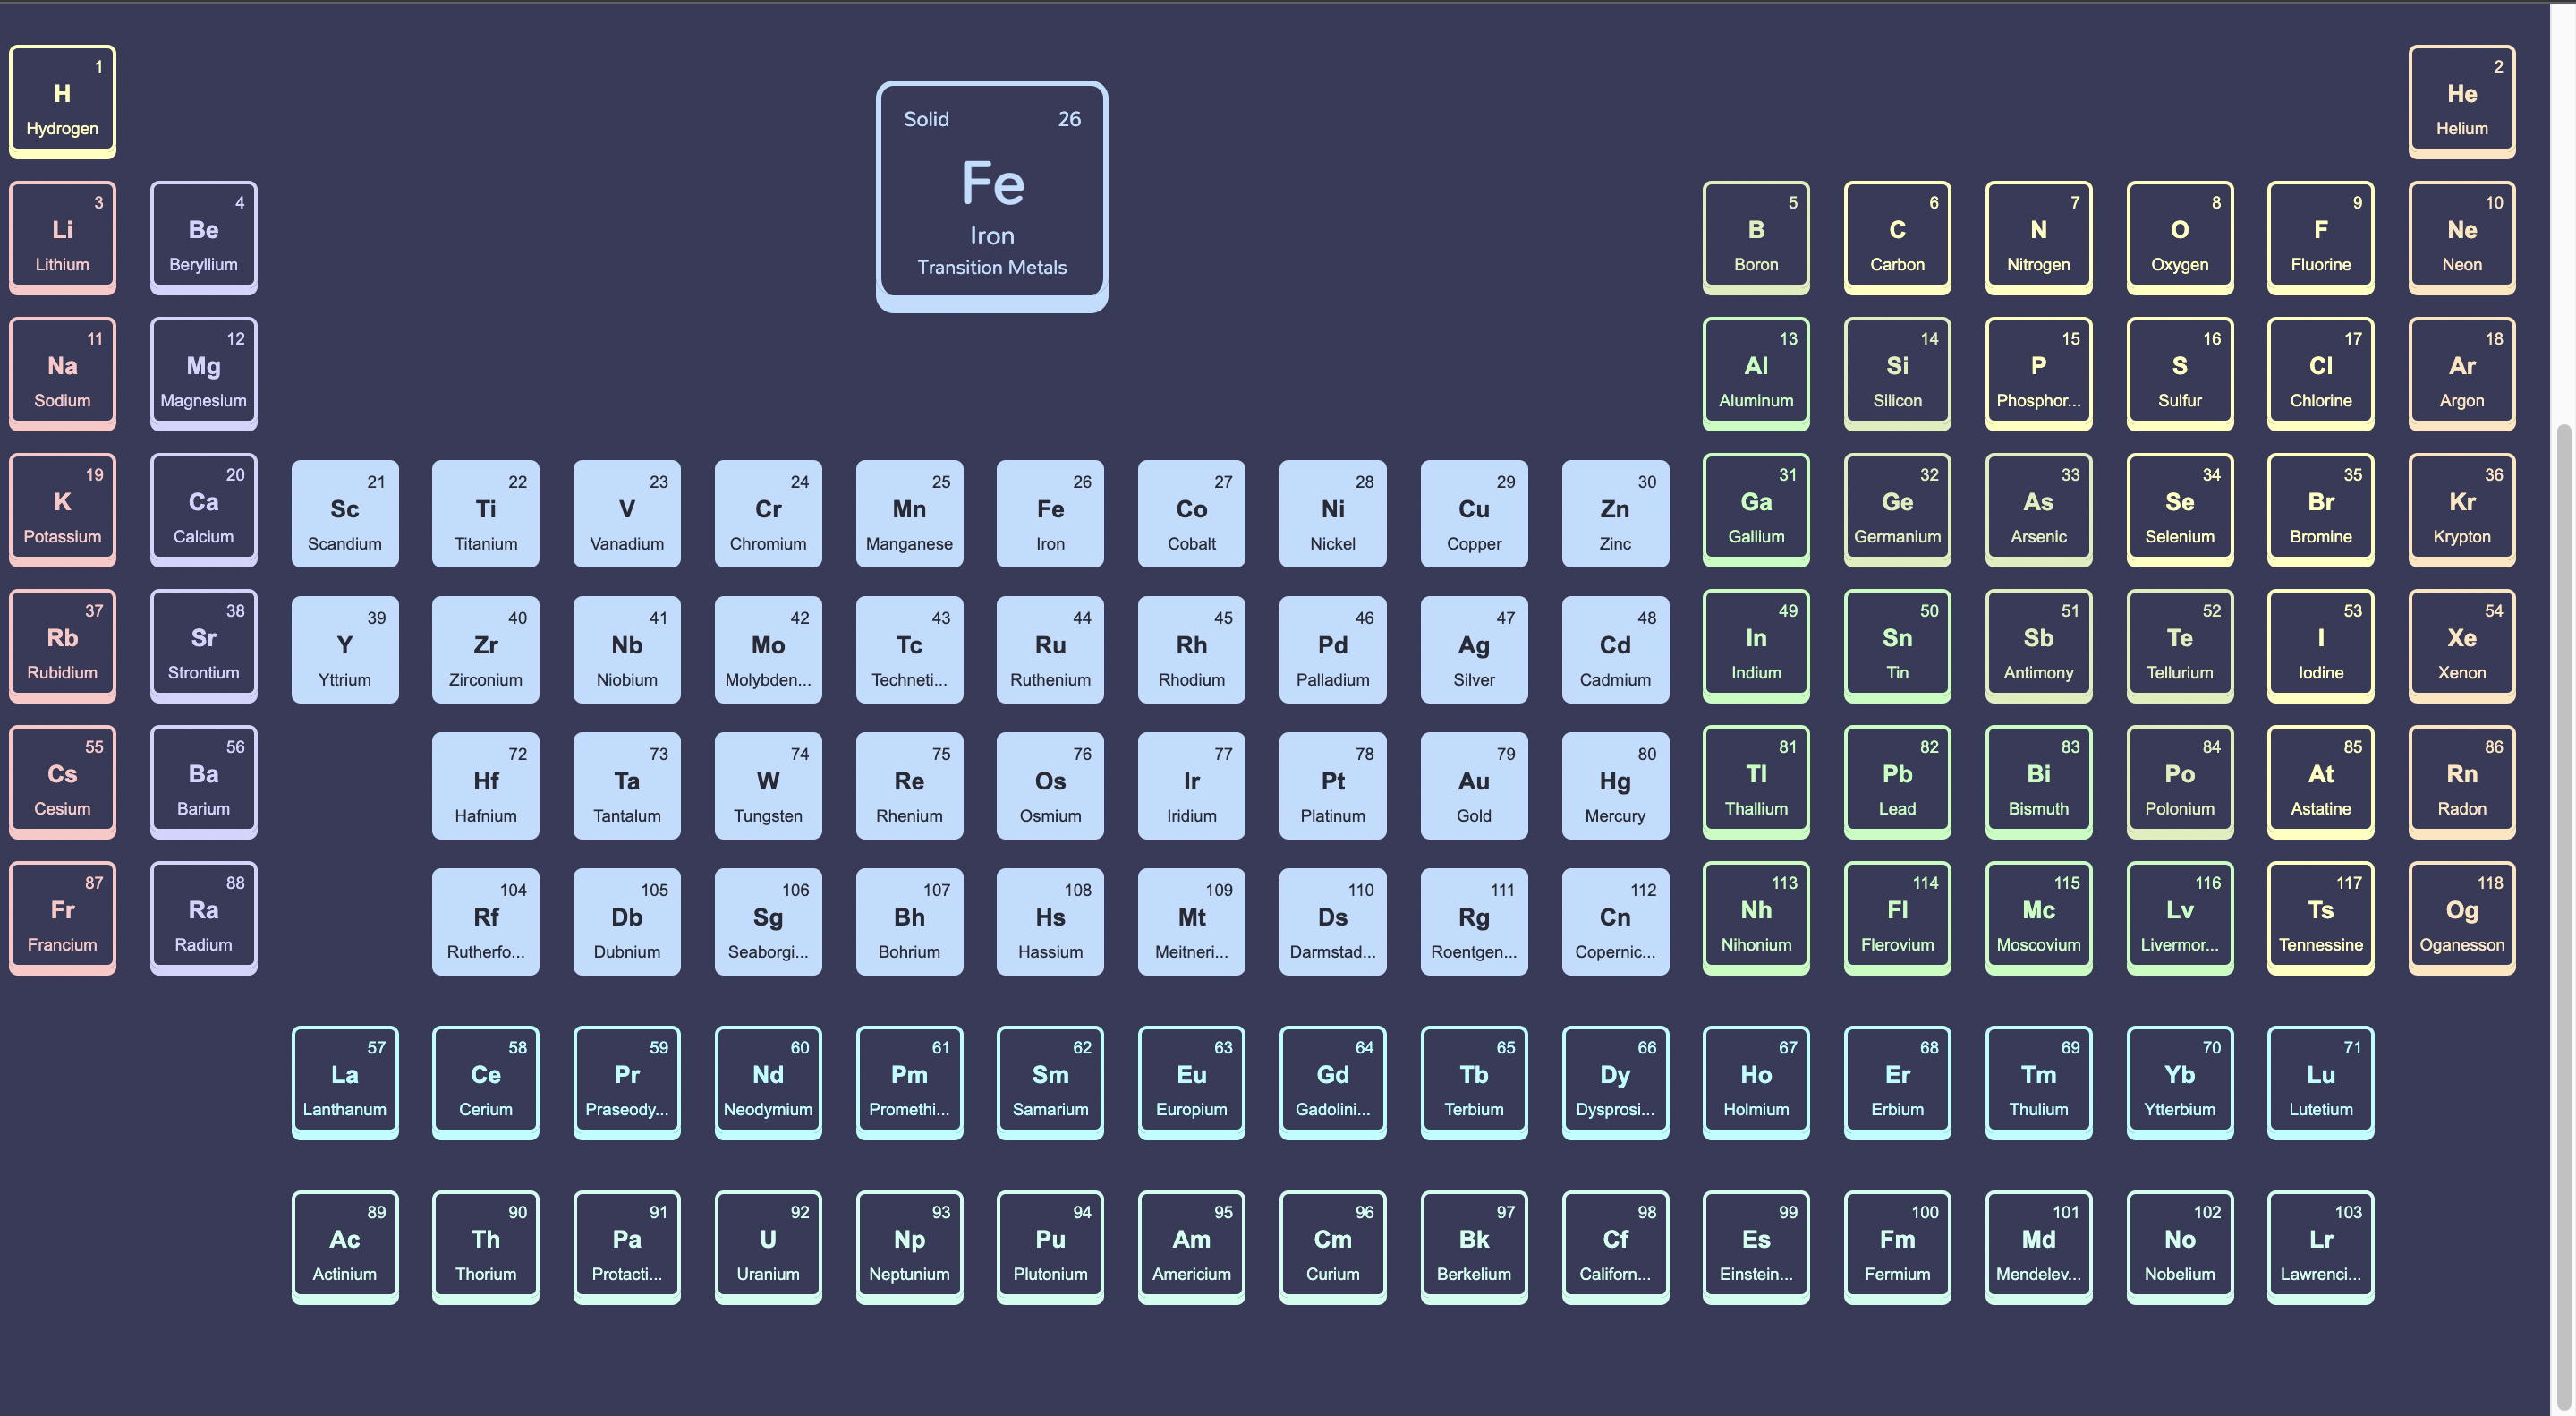 1 2
H He
Hydrogen Helium
Solid 26
Fe
Iron
Transition Metals
3 4 5 6 7 8 9 10
Li Be B C N O F Ne
Lithium Beryllium Boron Carbon Nitrogen Oxygen Fluorine Neon
11 12 13 14 15 16 17 18
Na Mg Al Si P S Cl Ar
Sodium Magnesium Aluminum Silicon Phosphor... Sulfur Chlorine Argon
19 20 21 22 23 24 25 26 27 28 29 30 31 32 33 34 35 36
K Ca Sc Ti V Cr Mn Fe Co Ni Cu Zn Ga Ge As Se Br Kr
Potassium Calcium Scandium Titanium Vanadium Chromium Manganese Iron Cobalt Nickel Copper Zinc Gallium Germanium Arsenic Selenium Bromine Krypton
37 38 39 40 41 42 43 44 45 46 47 48 49 50 51 52 53 54
Rb Sr Y Zr Nb Mo Tc Ru Rh Pd Ag Cd In Sn Sb Te I Xe
Rubidium Strontium Yttrium Zirconium Niobium Molybden... Techneti... Ruthenium Rhodium Palladium Silver Cadmium Indium Tin Antimony Tellurium Iodine Xenon
55 56 72 73 74 75 76 77 78 79 80 81 82 83 84 85 86
Cs Ba Hf Ta W Re Os Ir Pt Au Hg Tl Pb Bi Po At Rn
Cesium Barium Hafnium Tantalum Tungsten Rhenium Osmium Iridium Platinum Gold Mercury Thallium Lead Bismuth Polonium Astatine Radon
87 88 104 105 106 107 108 109 110 111 112 113 114 115 116 117 118
Fr Ra Rf Db Sg Bh Hs Mt Ds Rg Cn Nh Fl Mc Lv Ts Og
Francium Radium Rutherfo... Dubnium Seaborgi... Bohrium Hassium Meitneri... Darmstad... Roentgen... Copernic... Nihonium Flerovium Moscovium Livermor... Tennessine Oganesson
57 58 59 60 61 62 63 64 65 66 67 68 69 70 71
La Ce Pr Nd Pm Sm Eu Gd Tb Dy Ho Er Tm Yb Lu
Lanthanum Cerium Praseody... Neodymium Promethi... Samarium Europium Gadolini... Terbium Dysprosi... Holmium Erbium Thulium Ytterbium Lutetium
89 90 91 92 93 94 95 96 97 98 99 100 101 102 103
Ac Th Pa U Np Pu Am Cm Bk Cf Es Fm Md No Lr
Actinium Thorium Protacti... Uranium Neptunium Plutonium Americium Curium Berkelium Californ... Einstein... Fermium Mendelev... Nobelium Lawrenci...